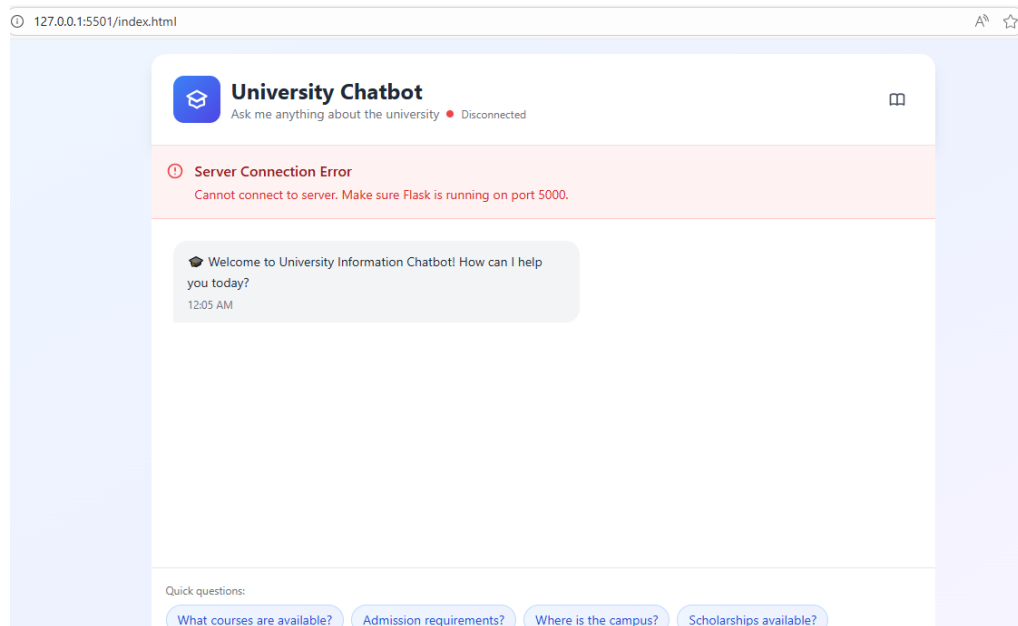 127.0.0.1:5501/index.html
University Chatbot
Ask me anything about the university Disconnected
Server Connection Error
Cannot connect to server. Make sure Flask is running on port 5000.
🎓 Welcome to University Information Chatbot! How can I help
you today?
12:05 AM
Quick questions:
What courses are available? Admission requirements? Where is the campus? Scholarships available?